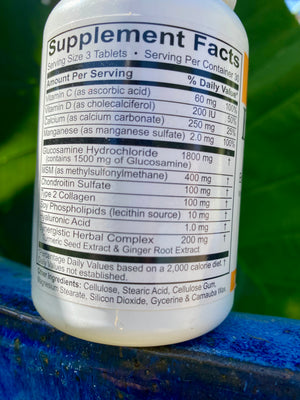 Supplement Facts
Serving Size 3 Tablets • Serving Per Container 30
Amount Per Serving % Daily Value*
Vitamin C (as ascorbic acid) 60 mg 100%
Vitamin D (as cholecalciferol) 200 IU 50%
Calcium (as calcium carbonate) 250 mg 25%
Manganese (as manganese sulfate) 2.0 mg 100%
Glucosamine Hydrochloride 1800 mg †
(contains 1500 mg of Glucosamine)
MSM (as methylsulfonylmethane) 400 mg †
Chondroitin Sulfate 100 mg †
Type 2 Collagen 100 mg †
Soy Phospholipids (lecithin source) 10 mg †
Hyaluronic Acid 1.0 mg †
nergistic Herbal Complex 200 mg †
rmeric Seed Extract & Ginger Root Extract
Percentage Daily Values based on a 2,000 calorie diet
Daily Values not established.
Other Ingredients: Cellulose, Stearic Acid, Cellulose Gum,
Magnesium Stearate, Silicon Dioxide, Glycerine & Carnauba Wax.